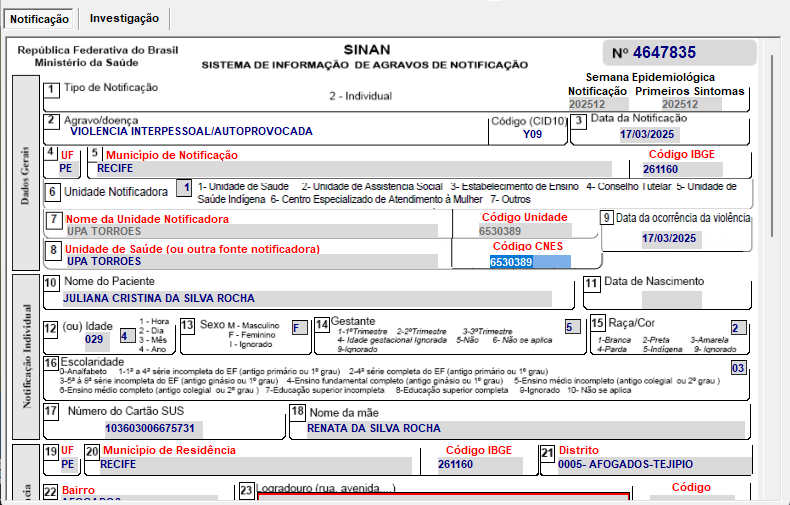 Notificação Investigação
República Federativa do Brasil
Ministério da Saúde
SINAN
SISTEMA DE INFORMAÇÃO DE AGRAVOS DE NOTIFICAÇÃO
Nº 4647835
Semana Epidemiológica
Notificação Primeiros Sintomas
202512 202512
Dados Gerais
1 Tipo de Notificação
2 - Individual
2 Agravo/doença
VIOLENCIA INTERPESSOAL/AUTOPROVOCADA
Código (CID10)
Y09
3 Data da Notificação
17/03/2025
4 UF
PE
5 Município de Notificação
RECIFE
Código IBGE
261160
6 Unidade Notificadora 1
1- Unidade de Saúde 2- Unidade de Assistência Social 3- Estabelecimento de Ensino 4- Conselho Tutelar 5- Unidade de
Saúde Indígena 6- Centro Especializado de Atendimento à Mulher 7- Outros
7 Nome da Unidade Notificadora
UPA TORROES
Código Unidade
6530389
9 Data da ocorrência da violência
17/03/2025
8 Unidade de Saúde (ou outra fonte notificadora)
UPA TORROES
Código CNES
6530389
Notificação Individual
10 Nome do Paciente
JULIANA CRISTINA DA SILVA ROCHA
11 Data de Nascimento
12 (ou) Idade
029 4
1 - Hora
2 - Dia
3 - Mês
4 - Ano
13 Sexo M - Masculino
F - Feminino
I - Ignorado
F
14 Gestante
1-1ºTrimestre 2-2ºTrimestre 3-3ºTrimestre
4- Idade gestacional Ignorada 5-Não 6- Não se aplica
9-Ignorado
5
15 Raça/Cor
2
1-Branca 2-Preta 3-Amarela
4-Parda 5-Indígena 9- Ignorado
16 Escolaridade
03
0-Analfabeto 1-1ª a 4ª série incompleta do EF (antigo primário ou 1º grau) 2-4ª série completa do EF (antigo primário ou 1º grau)
3-5ª à 8ª série incompleta do EF (antigo ginásio ou 1º grau) 4-Ensino fundamental completo (antigo ginásio ou 1º grau) 5-Ensino médio incompleto (antigo colegial ou 2º grau )
6-Ensino médio completo (antigo colegial ou 2º grau ) 7-Educação superior incompleta 8-Educação superior completa 9-Ignorado 10- Não se aplica
17 Número do Cartão SUS
103603006675731
18 Nome da mãe
RENATA DA SILVA ROCHA
19 UF
PE
20 Município de Residência
RECIFE
Código IBGE
261160
21 Distrito
0005- AFOGADOS-TEJIPIO
22 Bairro
AFOGADOS
23 Logradouro (rua, avenida,...)
Código